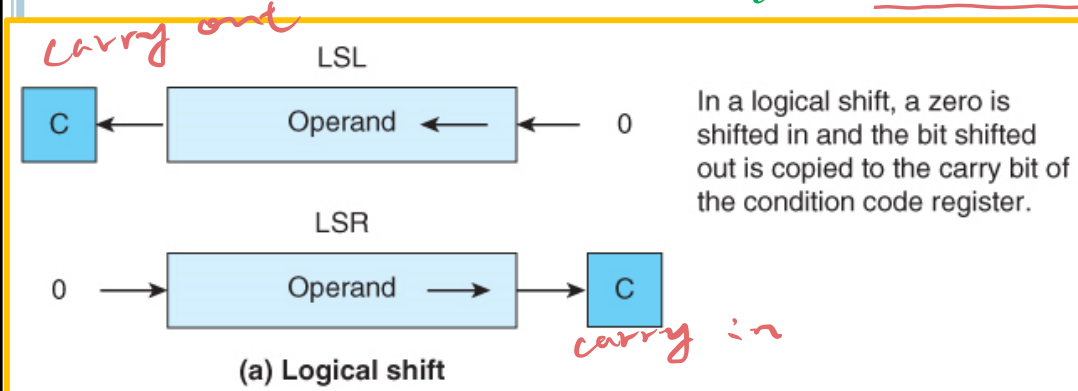 carry out
LSL
C
Operand
0
In a logical shift, a zero is
shifted in and the bit shifted
out is copied to the carry bit of
the condition code register.
LSR
0
Operand
C
carry in
(a) Logical shift